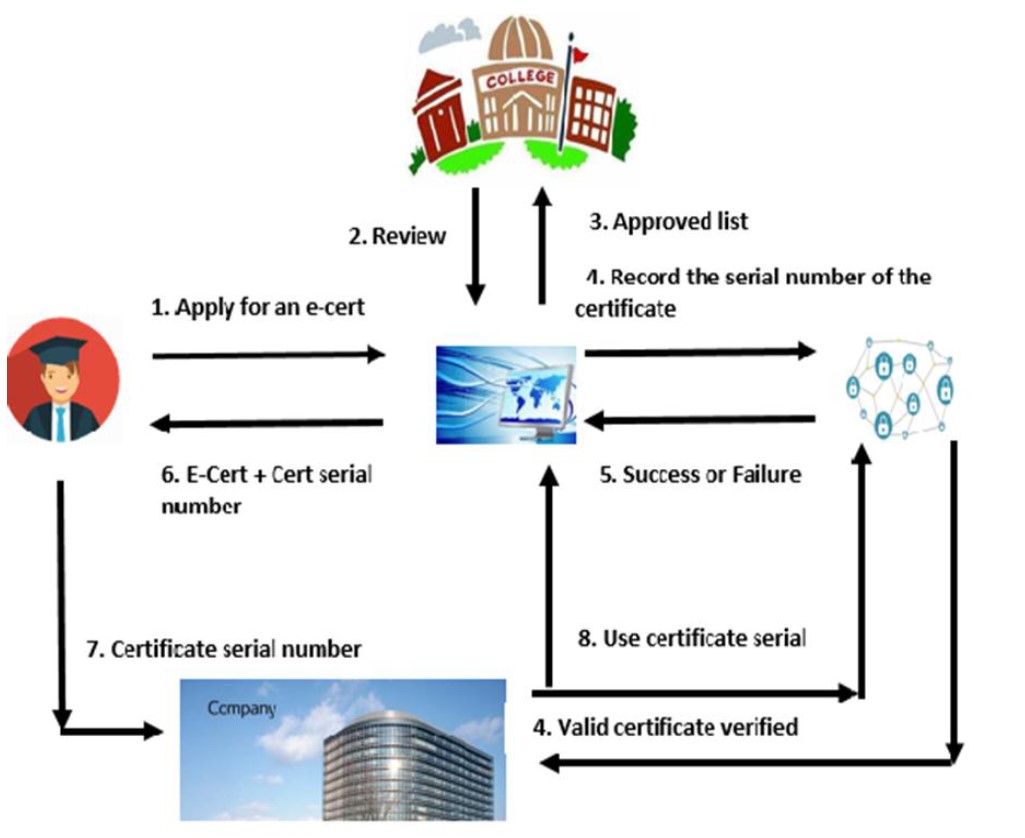 COLLEGE
2. Review
3. Approved list
4. Record the serial number of the
certificate
1. Apply for an e-cert
6. E-Cert + Cert serial
number
5. Success or Failure
7. Certificate serial number
8. Use certificate serial
Company
4. Valid certificate verified